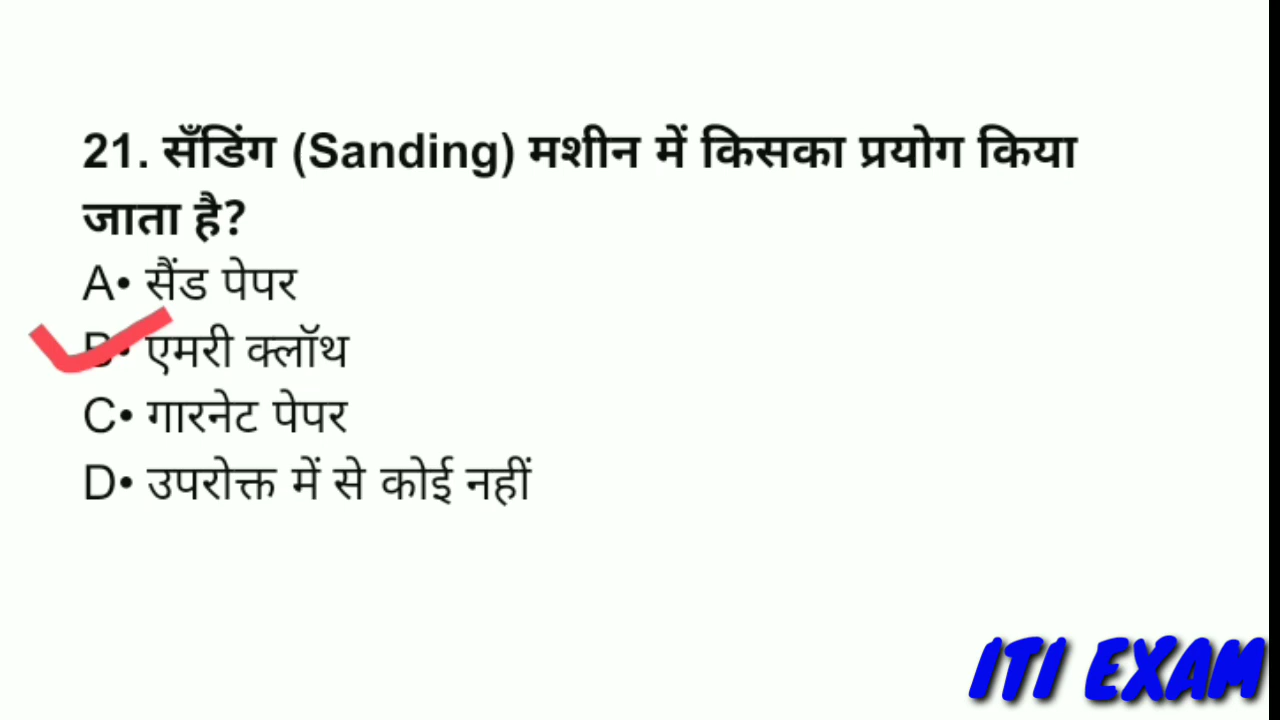 21. सँडिंग (Sanding) मशीन में किसका प्रयोग किया
जाता है?
A• सैंड पेपर
B• एमरी क्लॉथ
C• गारनेट पेपर
D• उपरोक्त में से कोई नहीं
ITI EXAM